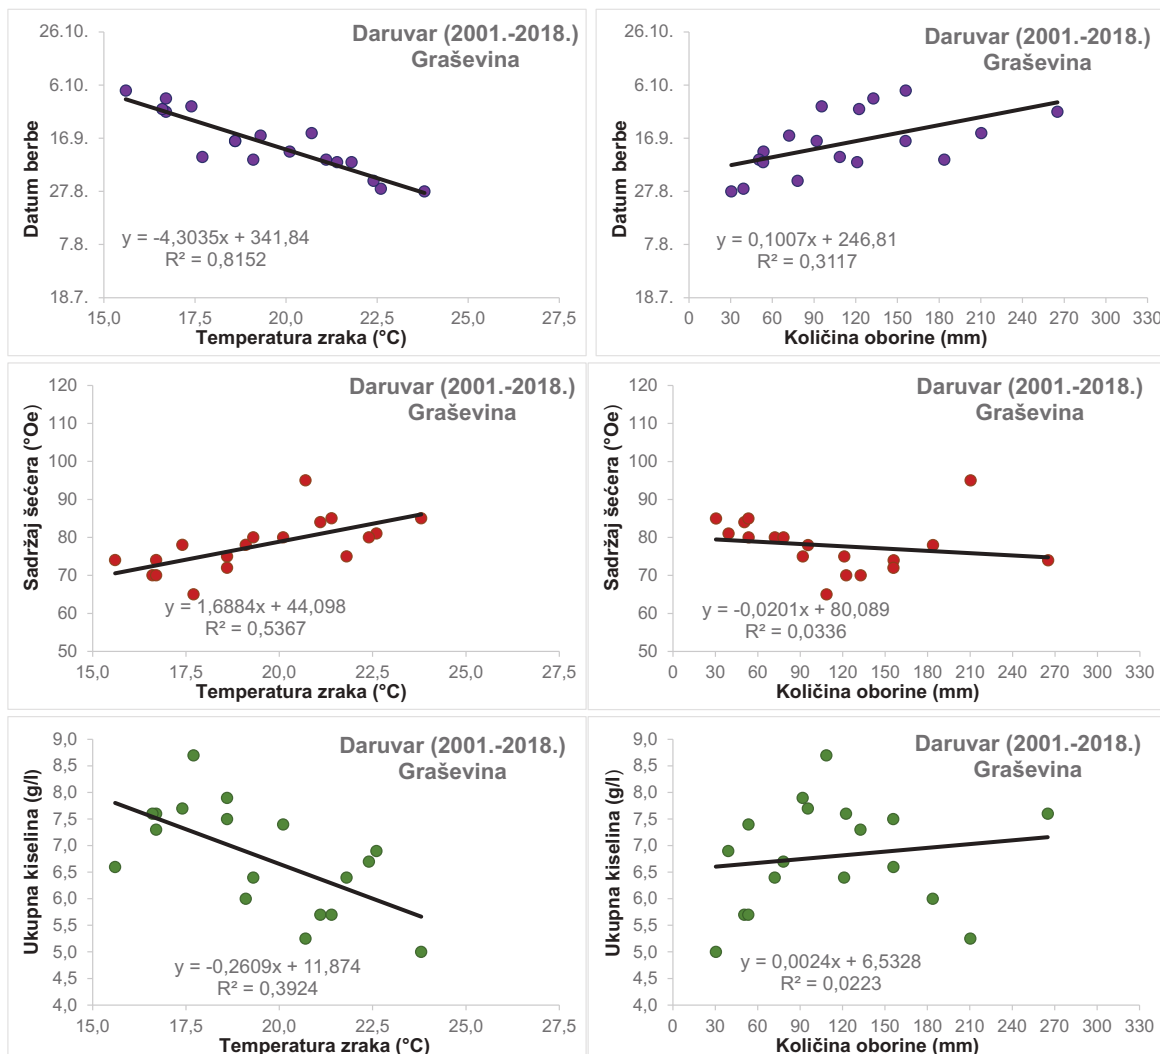 Daruvar (2001.-2018.)
Graševina
Datum berbe
26.10.
6.10.
16.9.
27.8.
7.8.
18.7.
y = -4,3035x + 341,84
R² = 0,8152
15,0 17,5 20,0 22,5 25,0 27,5
Temperatura zraka (°C)
Daruvar (2001.-2018.)
Graševina
Datum berbe
26.10.
6.10.
16.9.
27.8.
7.8.
18.7.
y = 0,1007x + 246,81
R² = 0,3117
0 30 60 90 120 150 180 210 240 270 300 330
Količina oborine (mm)
Daruvar (2001.-2018.)
Graševina
Sadržaj šećera (°Oe)
120
110
100
90
80
70
60
50
y = 1,6884x + 44,098
R² = 0,5367
15,0 17,5 20,0 22,5 25,0 27,5
Temperatura zraka (°C)
Daruvar (2001.-2018.)
Graševina
Sadržaj šećera (°Oe)
120
110
100
90
80
70
60
50
y = -0,0201x + 80,089
R² = 0,0336
0 30 60 90 120 150 180 210 240 270 300 330
Količina oborine (mm)
Daruvar (2001.-2018.)
Graševina
Ukupna kiselina (g/l)
9,0
8,5
8,0
7,5
7,0
6,5
6,0
5,5
5,0
4,5
4,0
y = -0,2609x + 11,874
R² = 0,3924
15,0 17,5 20,0 22,5 25,0 27,5
Temperatura zraka (°C)
Daruvar (2001.-2018.)
Graševina
Ukupna kiselina (g/l)
9,0
8,5
8,0
7,5
7,0
6,5
6,0
5,5
5,0
4,5
4,0
y = 0,0024x + 6,5328
R² = 0,0223
0 30 60 90 120 150 180 210 240 270 300 330
Količina oborine (mm)